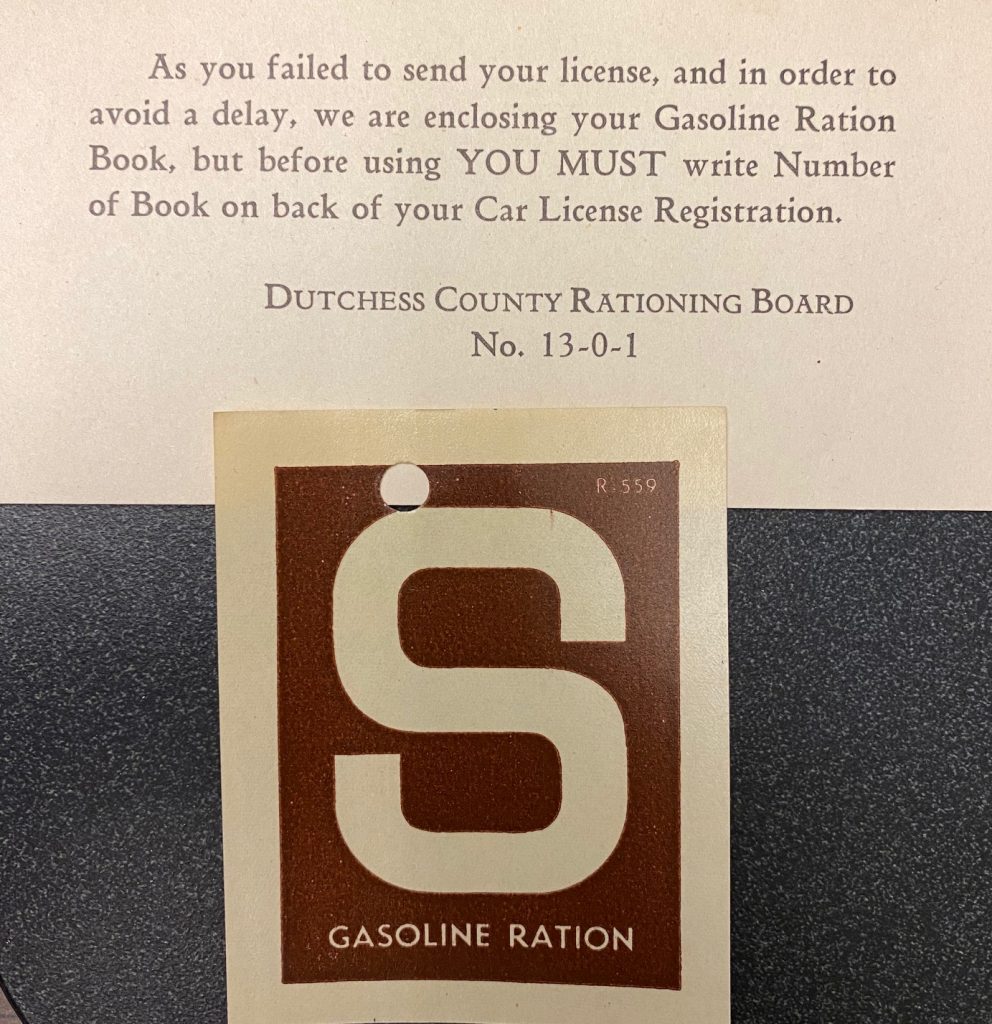 As you failed to send your license, and in order to
avoid a delay, we are enclosing your Gasoline Ration
Book, but before using YOU MUST write Number
of Book on back of your Car License Registration.
DUTCHESS COUNTY RATIONING BOARD
No. 13-0-1
R-559
S
GASOLINE RATION